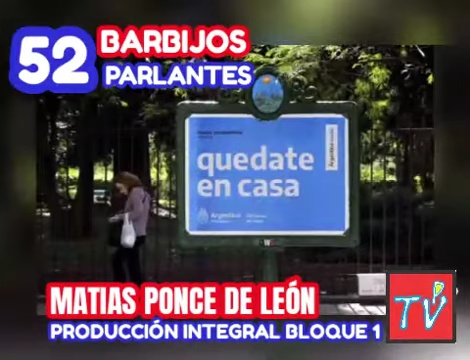 52
BARBIJOS
PARLANTES
quedate
en casa
Argentina
MATIAS PONCE DE LEÓN
PRODUCCIÓN INTEGRAL BLOQUE 1
TV